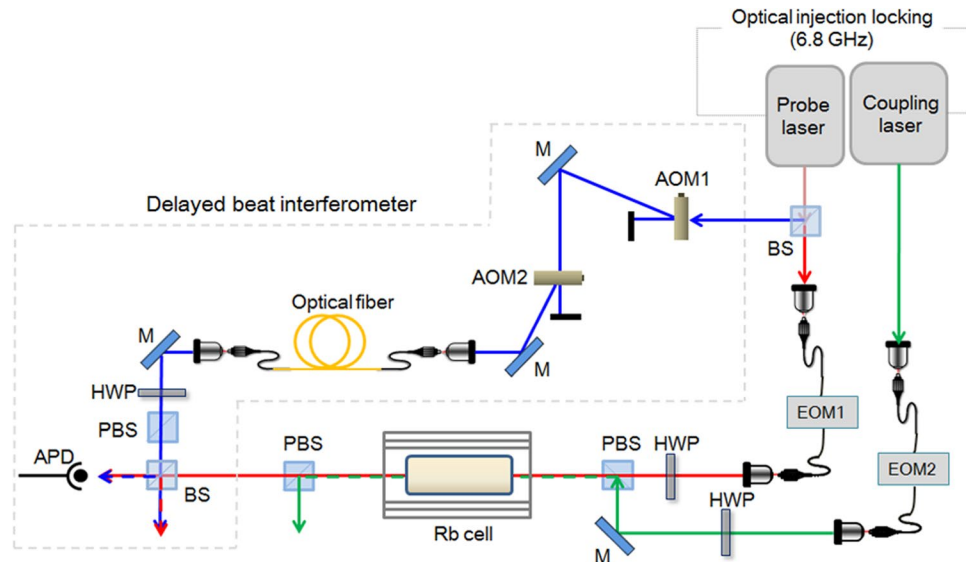 Optical injection locking
(6.8 GHz)
Probe
laser
Coupling
laser
M
AOM1
Delayed beat interferometer
BS
AOM2
Optical fiber
M
M
HWP
EOM1
PBS
PBS
PBS
HWP
APD
EOM2
BS
HWP
Rb cell
M